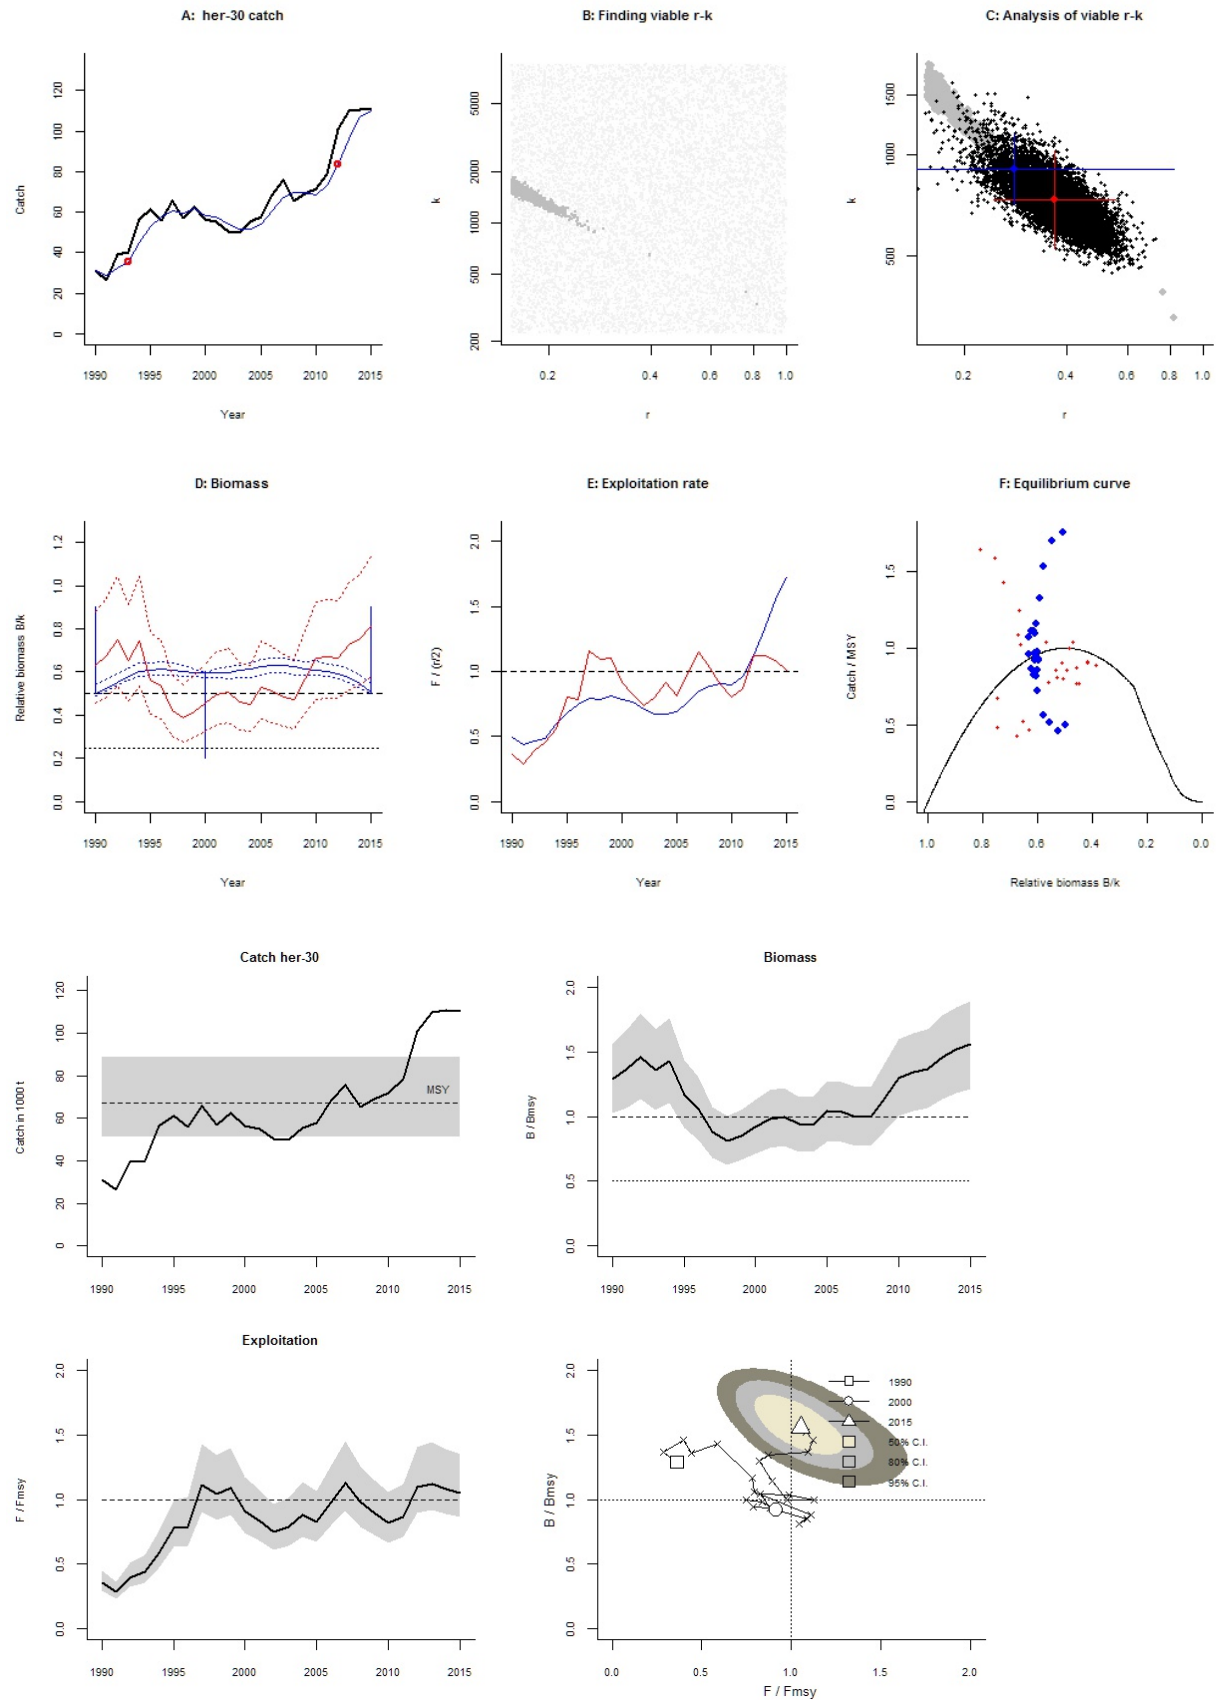 A: her-30 catch
B: Finding viable r-k
C: Analysis of viable r-k
Catch
0 20 40 60 80 100 120
1990 1995 2000 2005 2010 2015
Year
k
200 500 1000 2000 5000
0.2 0.4 0.6 0.8 1.0
r
k
500 1000 1500
0.2 0.4 0.6 0.8 1.0
r
D: Biomass
E: Exploitation rate
F: Equilibrium curve
Relative biomass B/k
0.0 0.2 0.4 0.6 0.8 1.0 1.2
1990 1995 2000 2005 2010 2015
Year
F / (r/2)
0.0 0.5 1.0 1.5 2.0
1990 1995 2000 2005 2010 2015
Year
Catch / MSY
0.0 0.5 1.0 1.5
1.0 0.8 0.6 0.4 0.2 0.0
Relative biomass B/k
Catch her-30
Biomass
Catch in 1000 t
0 20 40 60 80 100 120
MSY
1990 1995 2000 2005 2010 2015
B / Bmsy
0.0 0.5 1.0 1.5 2.0
1990 1995 2000 2005 2010 2015
Exploitation
F / Fmsy
0.0 0.5 1.0 1.5 2.0
1990 1995 2000 2005 2010 2015
B / Bmsy
0.0 0.5 1.0 1.5 2.0
1990
2000
2015
50% C.I.
80% C.I.
95% C.I.
0.0 0.5 1.0 1.5 2.0
F / Fmsy